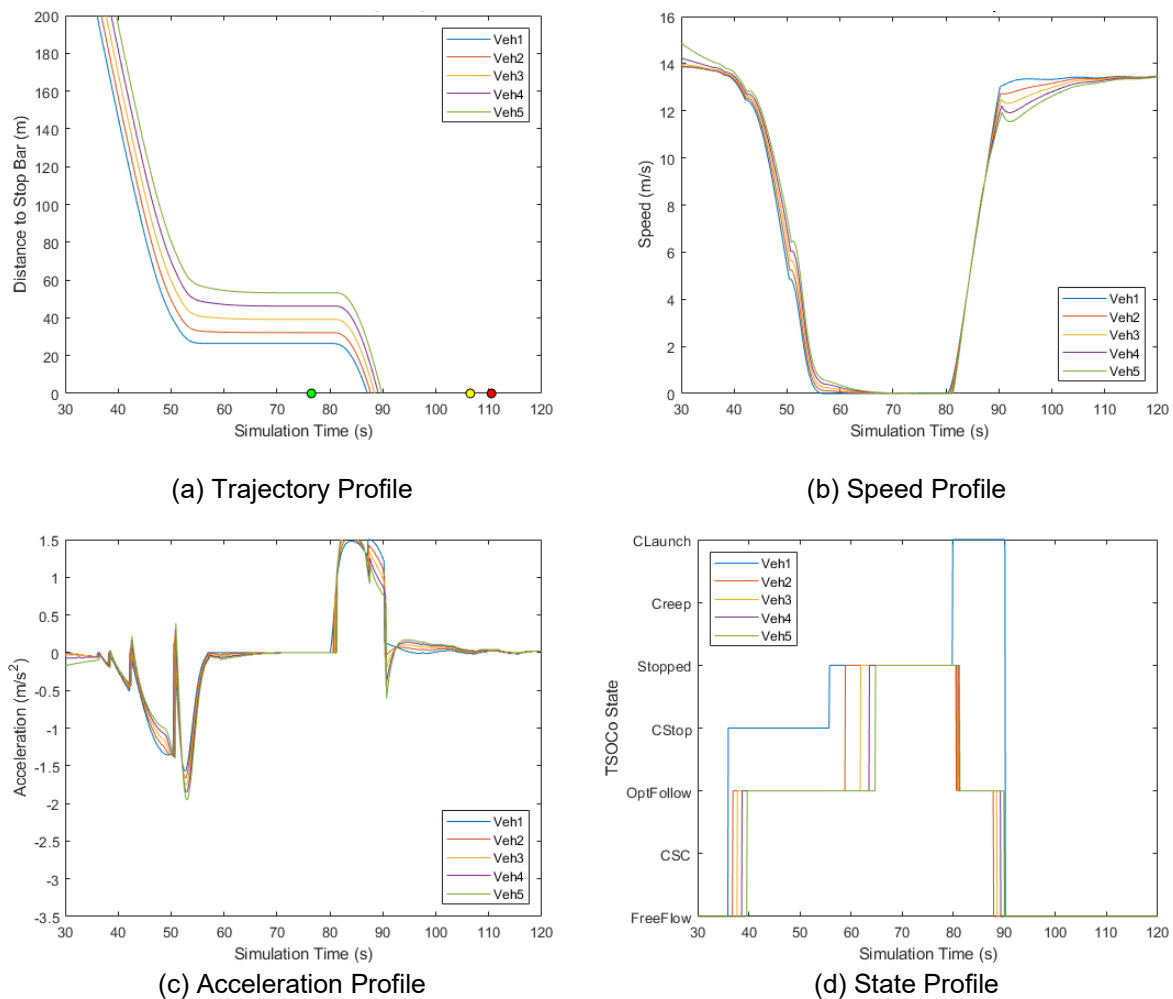 200
180
160
140
120
100
80
60
40
20
0
Distance to Stop Bar (m)
Veh1
Veh2
Veh3
Veh4
Veh5
30 40 50 60 70 80 90 100 110 120
Simulation Time (s)
(a) Trajectory Profile
16
14
12
10
8
6
4
2
0
Speed (m/s)
Veh1
Veh2
Veh3
Veh4
Veh5
30 40 50 60 70 80 90 100 110 120
Simulation Time (s)
(b) Speed Profile
1.5
1
0.5
0
-0.5
-1
-1.5
-2
-2.5
-3
-3.5
Acceleration (m/s²)
Veh1
Veh2
Veh3
Veh4
Veh5
30 40 50 60 70 80 90 100 110 120
Simulation Time (s)
(c) Acceleration Profile
CLaunch
Creep
Stopped
CStop
OptFollow
CSC
FreeFlow
TSOCo State
Veh1
Veh2
Veh3
Veh4
Veh5
30 40 50 60 70 80 90 100 110 120
Simulation Time (s)
(d) State Profile